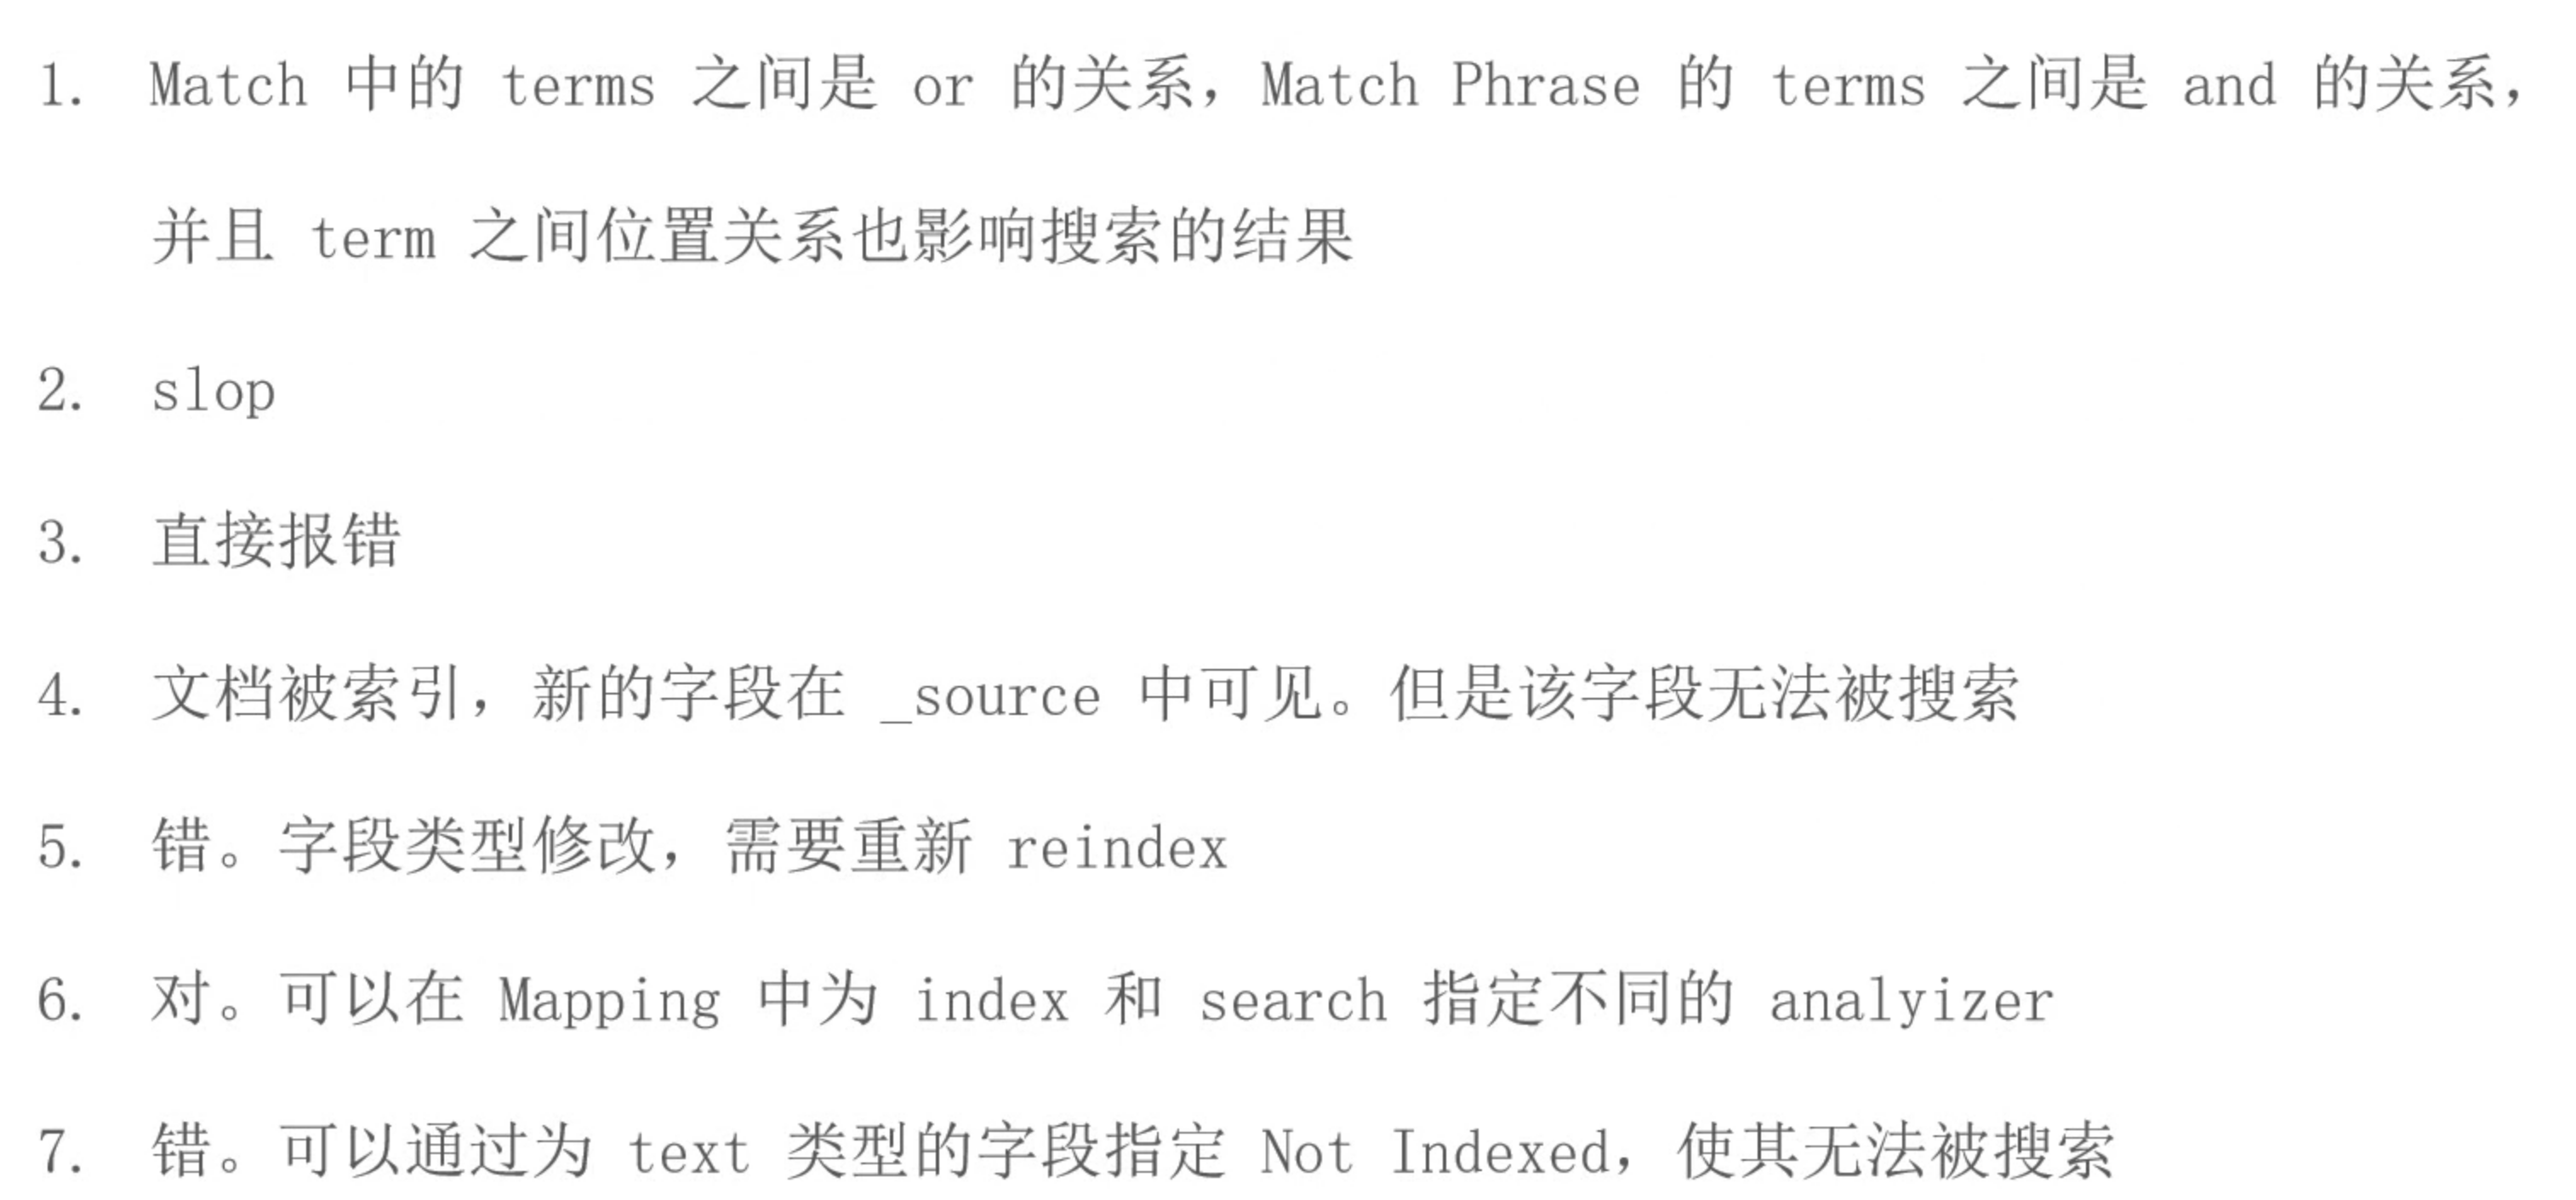 1. Match 中的 terms 之间是 or 的关系，Match Phrase 的 terms 之间是 and 的关系，
并且 term 之间位置关系也影响搜索的结果
2. slop
3. 直接报错
4. 文档被索引，新的字段在 _source 中可见。但是该字段无法被搜索
5. 错。字段类型修改，需要重新 reindex
6. 对。可以在 Mapping 中为 index 和 search 指定不同的 analyizer
7. 错。可以通过为 text 类型的字段指定 Not Indexed，使其无法被搜索